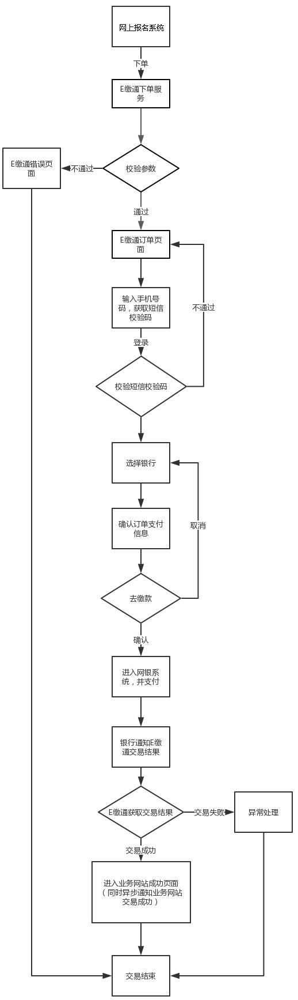 网上报名系统
下单
E缴通下单服
务
校验参数
不通过
E缴通错误页
面
通过
E缴通订单页
面
输入手机号
码，获取短信
校验码
不通过
登录
校验短信校验码
选择银行
确认订单支付
信息
取消
去缴款
确认
进入网银系
统，并支付
银行通知E缴
通交易结果
E缴通获取交易结果
交易失败
异常处理
交易成功
进入业务网站成功页面
（同时异步通知业务网站
交易成功）
交易结束